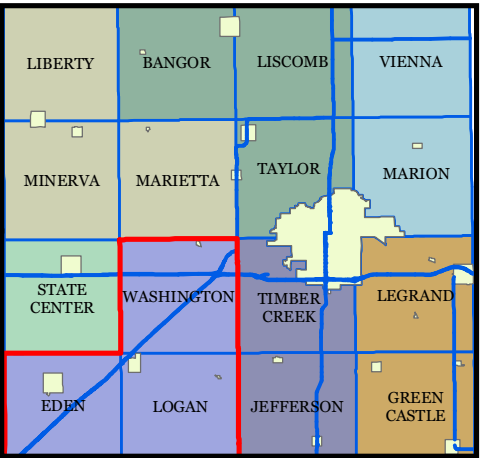 LIBERTY
BANGOR
LISCOMB
VIENNA
MINERVA
MARIETTA
TAYLOR
MARION
STATE
CENTER
WASHINGTON
TIMBER
CREEK
LEGRAND
EDEN
LOGAN
JEFFERSON
GREEN
CASTLE